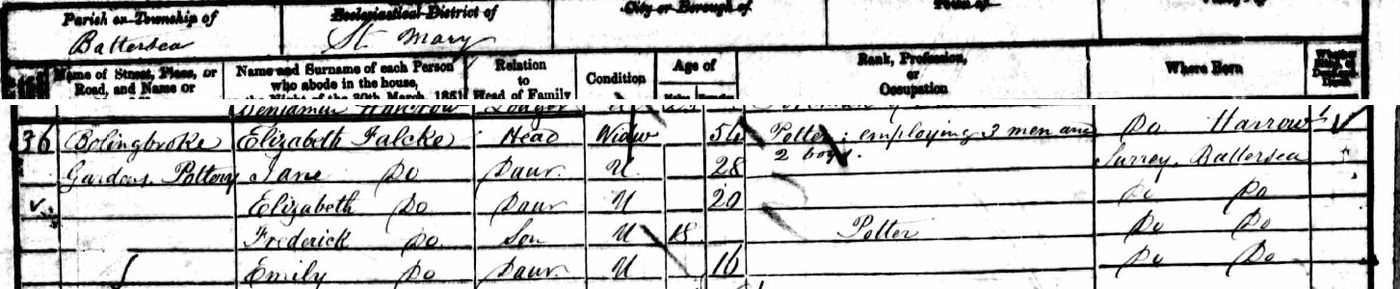 Parish or Township of Ecclesiastical District of City or Borough of Town of
Battersea St Mary
Name of Street, Place, or Road, and Name or Name and Surname of each Person who abode in the house, Relation to Head of Family Condition Age of Rank, Profession, or Occupation Where Born Whether
on the Night of the 30th March, 1851
Benjamin Lodger
36 Bolingbroke Elizabeth Falcke Head Widw 54 Potter: employing 3 men and Do Harrow
2 boys.
Gardens. Pottery Jane Do Daur U 28 Surrey. Battersea
Elizabeth Do Daur U 20 Do Do
Frederick Do Son U 18 Potter Do Do
Emily Do Daur U 16 Do Do